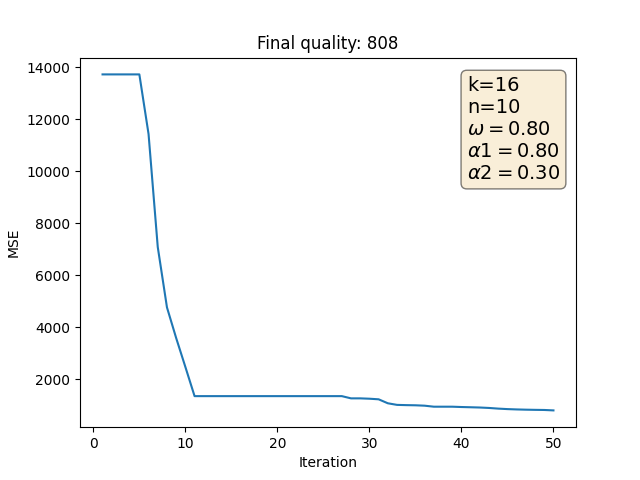 Final quality: 808
14000
12000
10000
8000
6000
4000
2000
MSE
k=16
n=10
ω = 0.80
α1 = 0.80
α2 = 0.30
0
10
20
30
40
50
Iteration